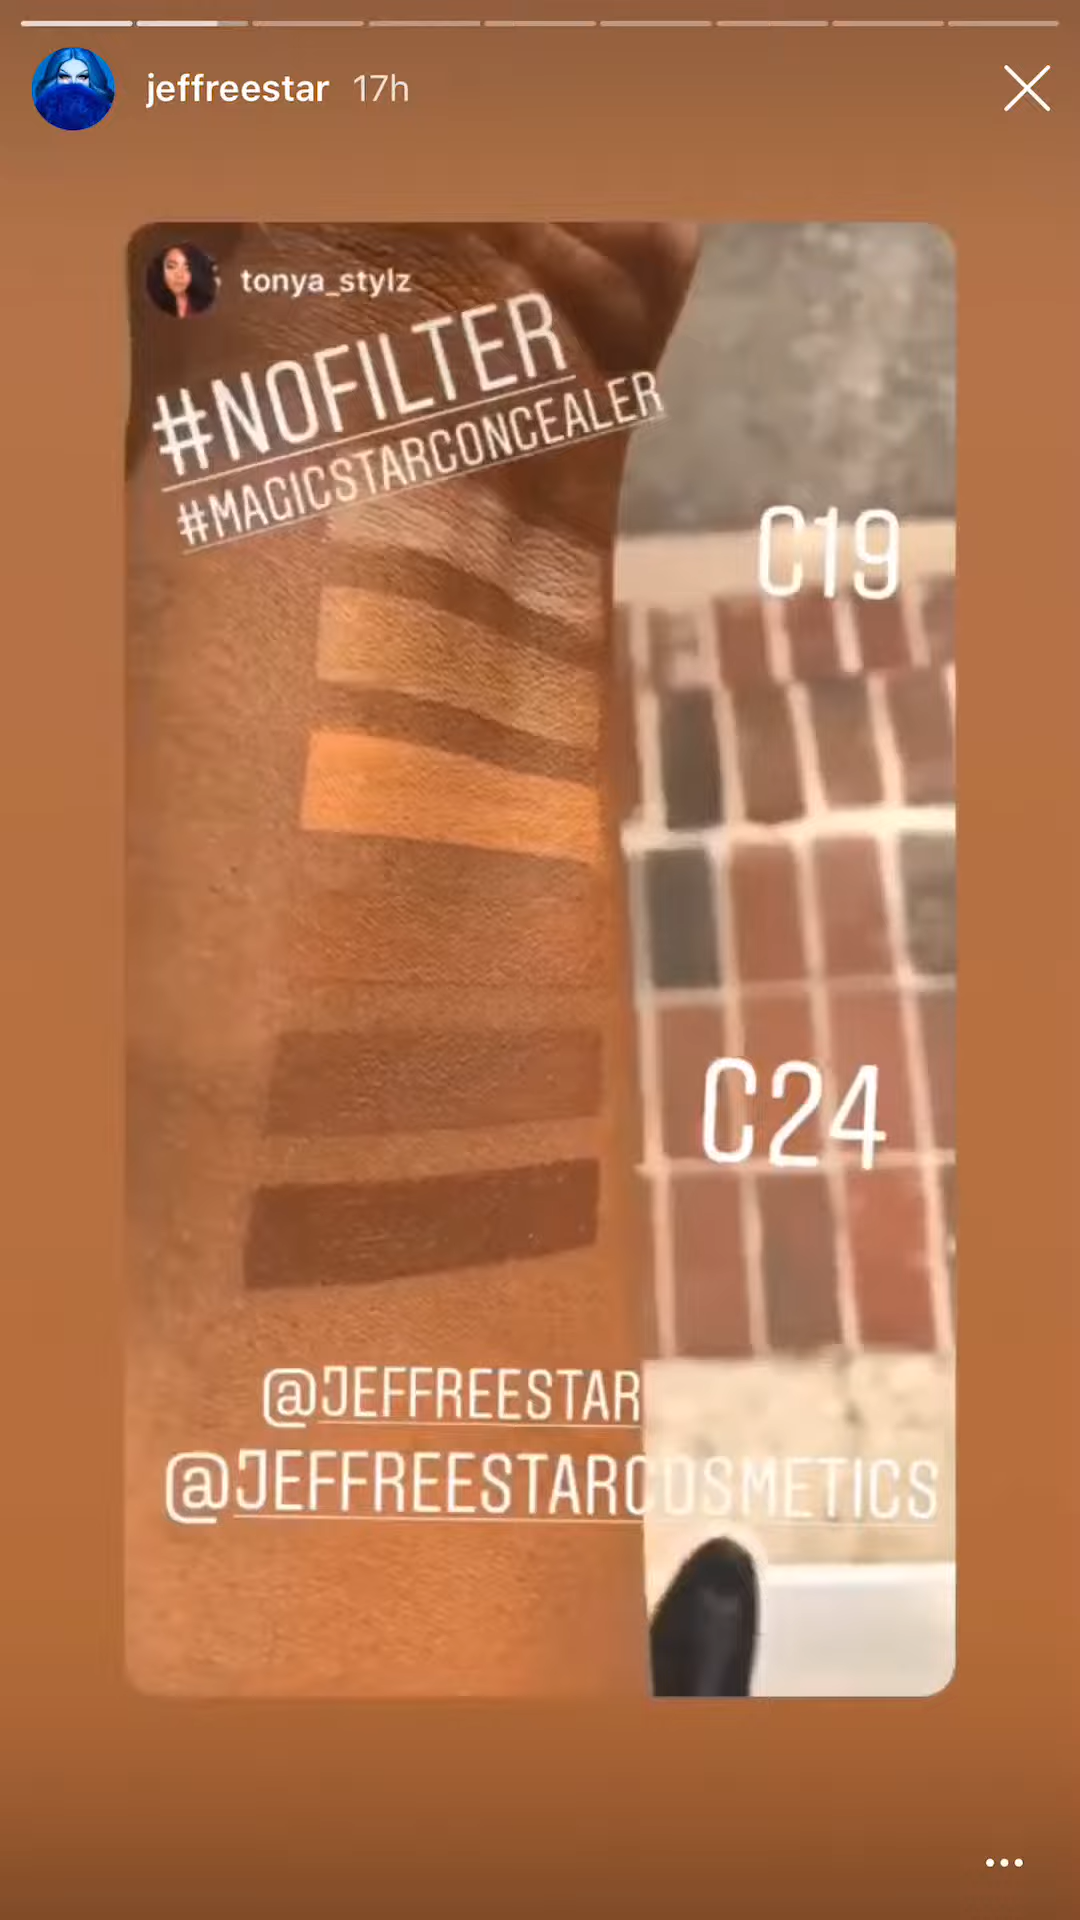 jeffreestar 17h
tonya_stylz
#NOFILTER
#MAGICSTARCONCEALER
C19
C24
@JEFFREESTAR
@JEFFREESTARCOSMETICS